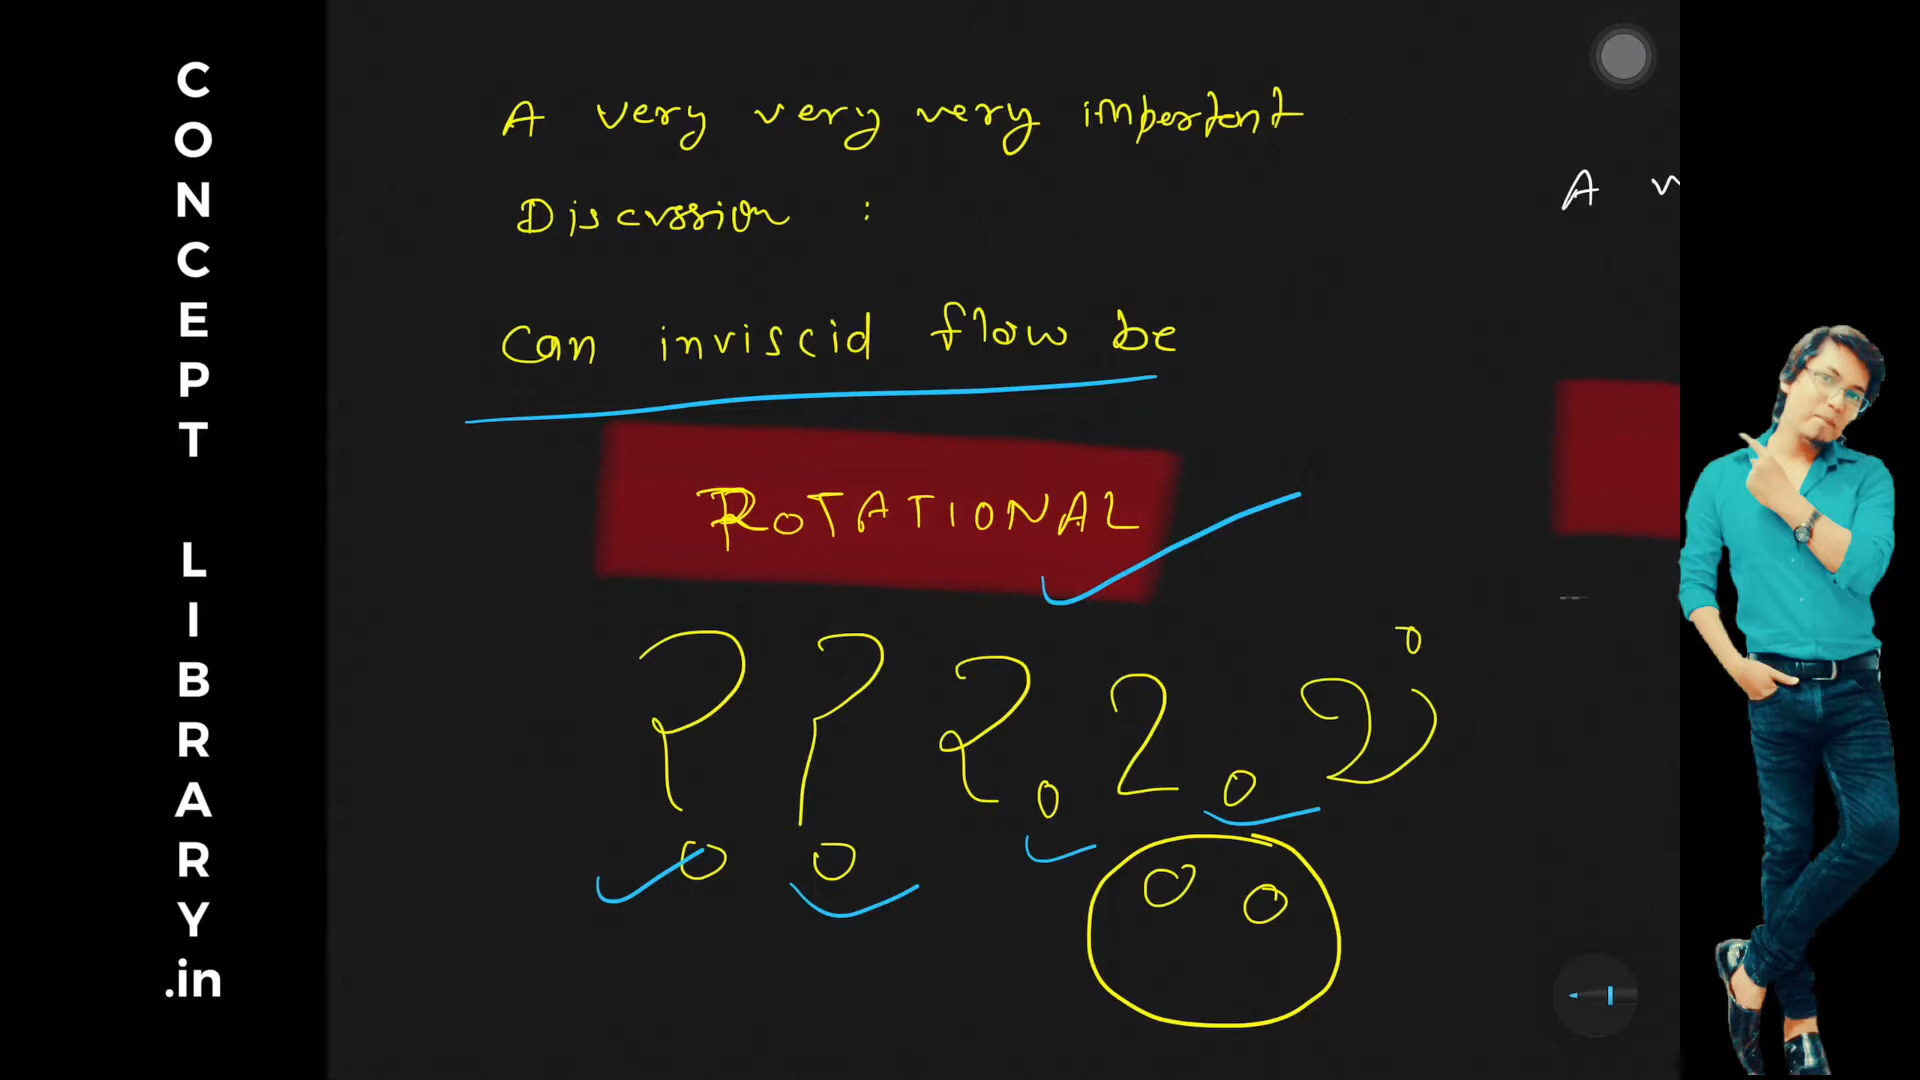 CONCEPT
LIBRARY
.in
A very very very important
Discussion :
Can inviscid flow be
ROTATIONAL
? ? ? ? ?
A